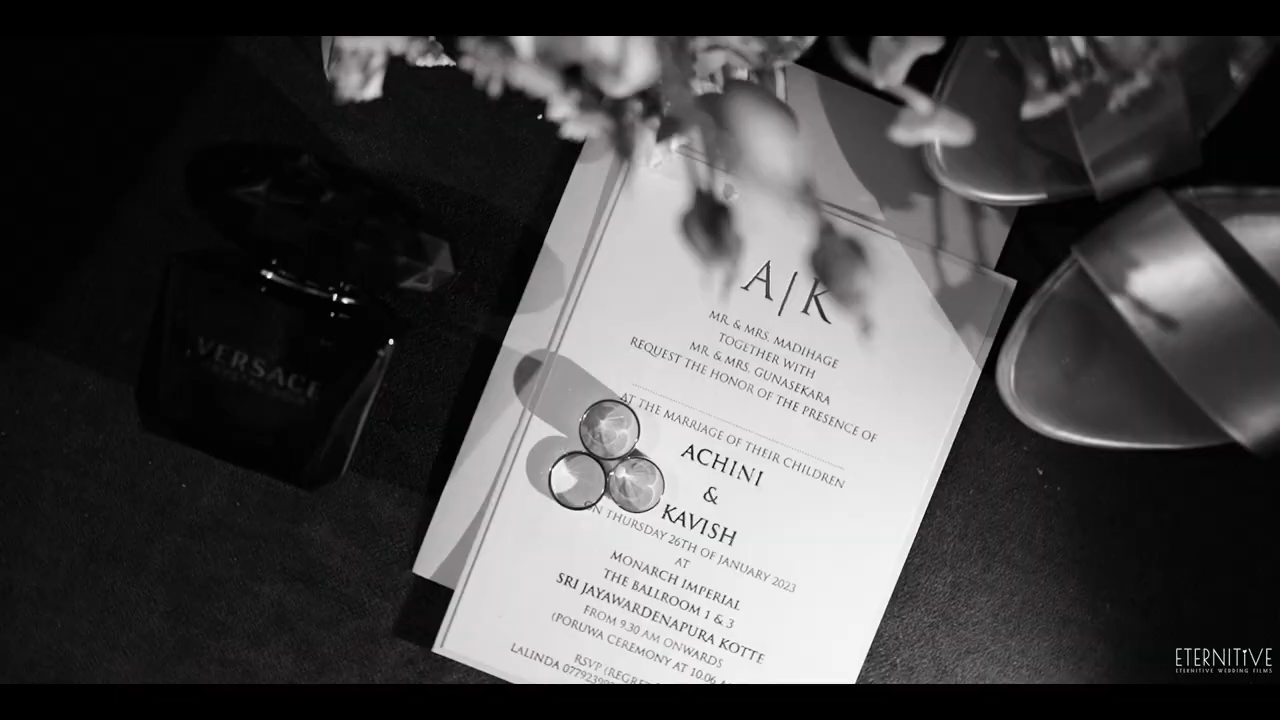 VERSACE
A|K
MR. & MRS. MADIHAGE
TOGETHER WITH
MR. & MRS. GUNASEKARA
REQUEST THE HONOR OF THE PRESENCE OF
AT THE MARRIAGE OF THEIR CHILDREN
ACHINI
&
KAVISH
ON THURSDAY 26TH OF JANUARY 2023
AT
MONARCH IMPERIAL
THE BALLROOM 1 & 3
SRI JAYAWARDENAPURA KOTTE
FROM 9.30 AM ONWARDS
(PORUWA CEREMONY AT 10.06
RSVP
LALINDA
ETERNITIVE
ETERNITIVE WEDDING FILMS